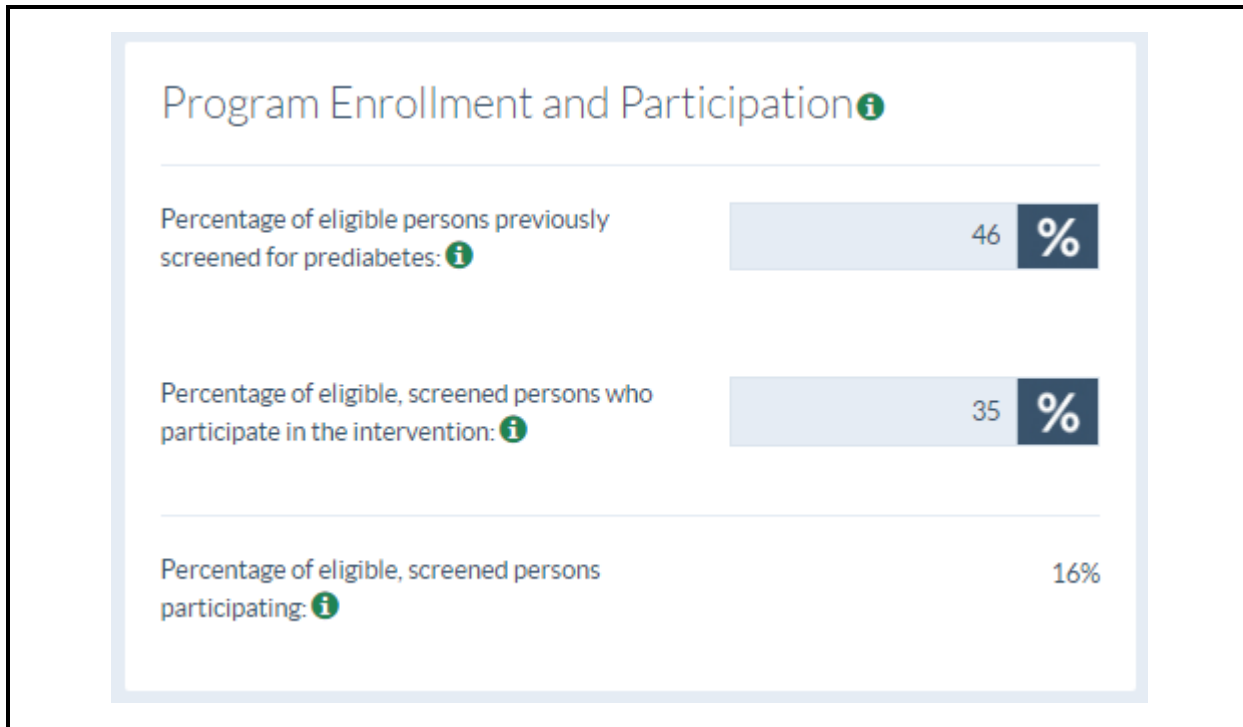 Program Enrollment and Participation
Percentage of eligible persons previously
screened for prediabetes:
46 %
Percentage of eligible, screened persons who
participate in the intervention:
35 %
Percentage of eligible, screened persons
participating:
16%